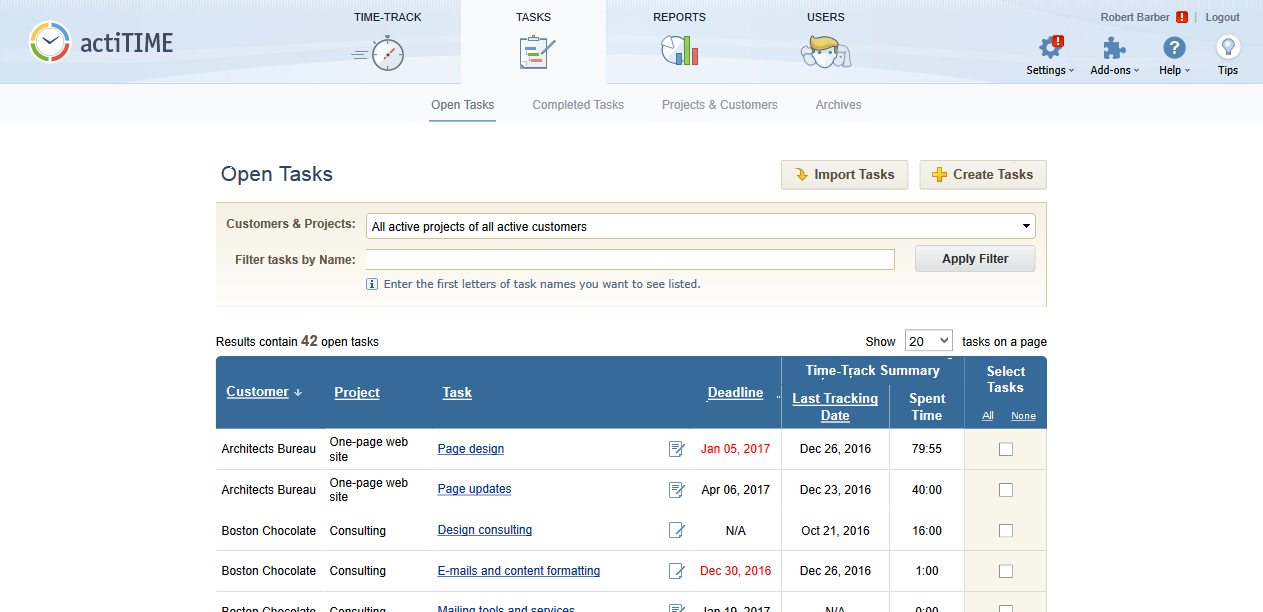 actiTIME
TIME-TRACK
TASKS
REPORTS
USERS
Robert Barber ! | Logout
Settings
Add-ons
Help
Tips
Open Tasks
Completed Tasks
Projects & Customers
Archives
Open Tasks
Import Tasks
Create Tasks
Customers & Projects:
All active projects of all active customers
Filter tasks by Name:
Apply Filter
Enter the first letters of task names you want to see listed.
Results contain 42 open tasks
Show 20 tasks on a page
Customer
Project
Task
Deadline
Time-Track Summary
Last Tracking
Date
Spent
Time
Select
Tasks
All None
Architects Bureau
One-page web
site
Page design
Jan 05, 2017
Dec 26, 2016
79:55
Architects Bureau
One-page web
site
Page updates
Apr 06, 2017
Dec 23, 2016
40:00
Boston Chocolate
Consulting
Design consulting
N/A
Oct 21, 2016
16:00
Boston Chocolate
Consulting
E-mails and content formatting
Dec 30, 2016
Dec 26, 2016
1:00
Boston Chocolate
Consulting
Mailing tools and services
Jan 19, 2017
N/A
0:00